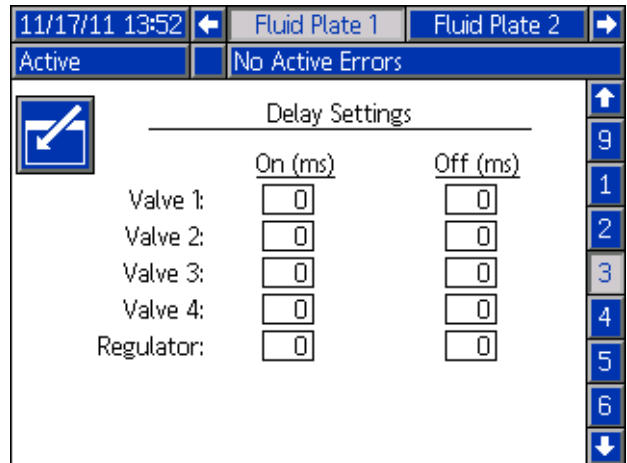 11/17/11 13:52 Fluid Plate 1 Fluid Plate 2
Active No Active Errors
Delay Settings
On (ms) Off (ms)
Valve 1: 0 0
Valve 2: 0 0
Valve 3: 0 0
Valve 4: 0 0
Regulator: 0 0
9
1
2
3
4
5
6